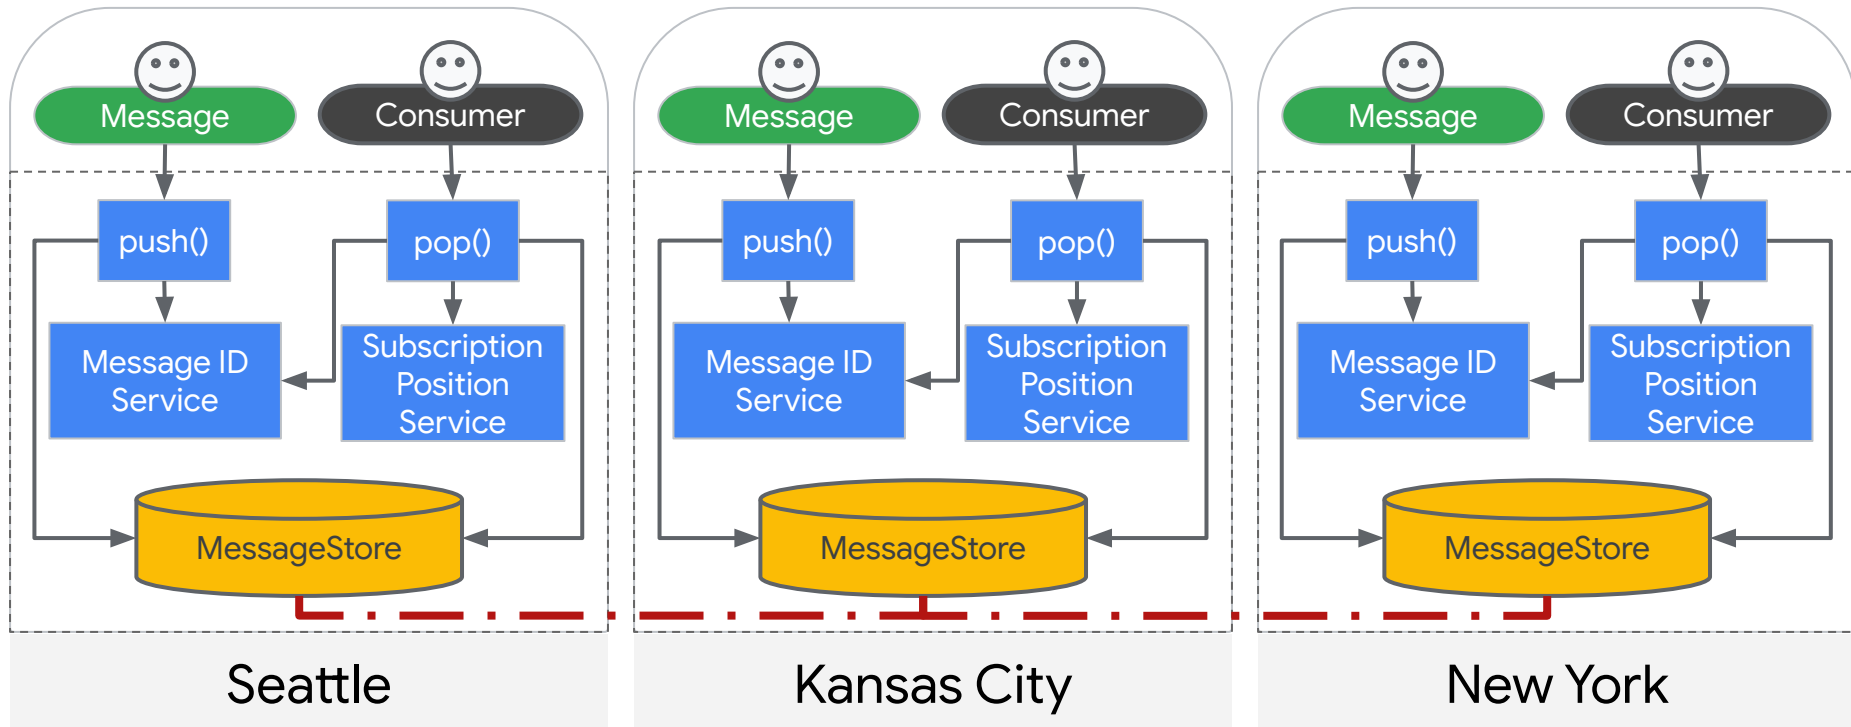 Message
Consumer
push()
pop()
Message ID
Service
Subscription
Position
Service
MessageStore
Seattle
Message
Consumer
push()
pop()
Message ID
Service
Subscription
Position
Service
MessageStore
Kansas City
Message
Consumer
push()
pop()
Message ID
Service
Subscription
Position
Service
MessageStore
New York